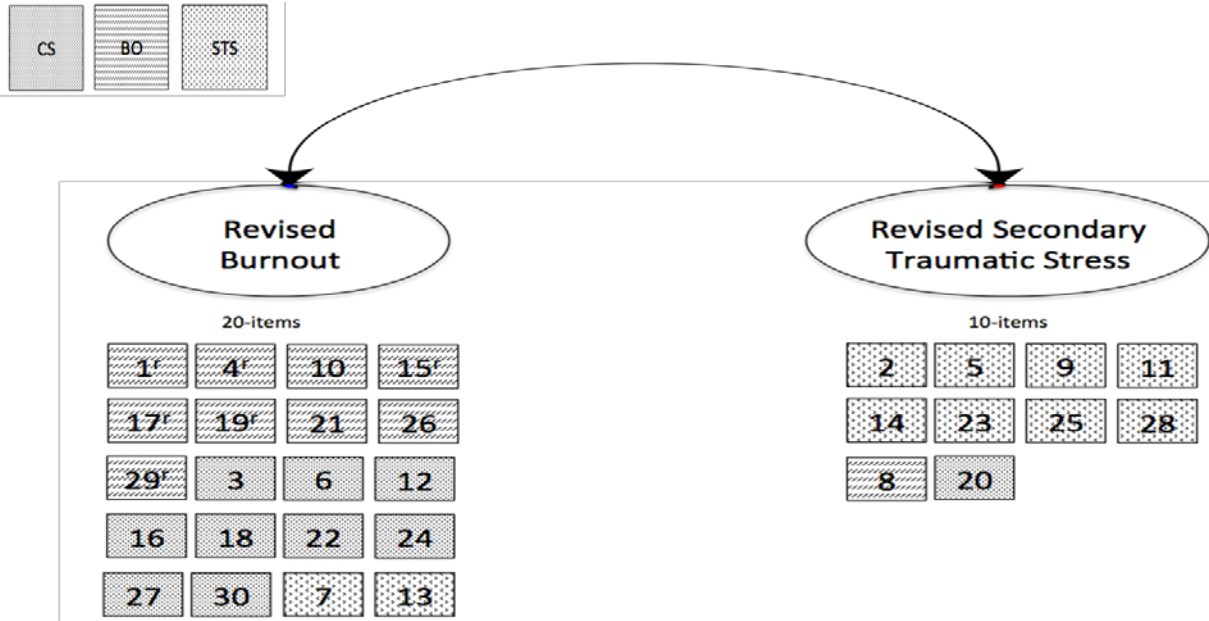 CS BO STS
Revised
Burnout
Revised Secondary
Traumatic Stress
20-items
10-items
1ʳ 4ʳ 10 15ʳ
17ʳ 19ʳ 21 26
29ʳ 3 6 12
16 18 22 24
27 30 7 13
2 5 9 11
14 23 25 28
8 20